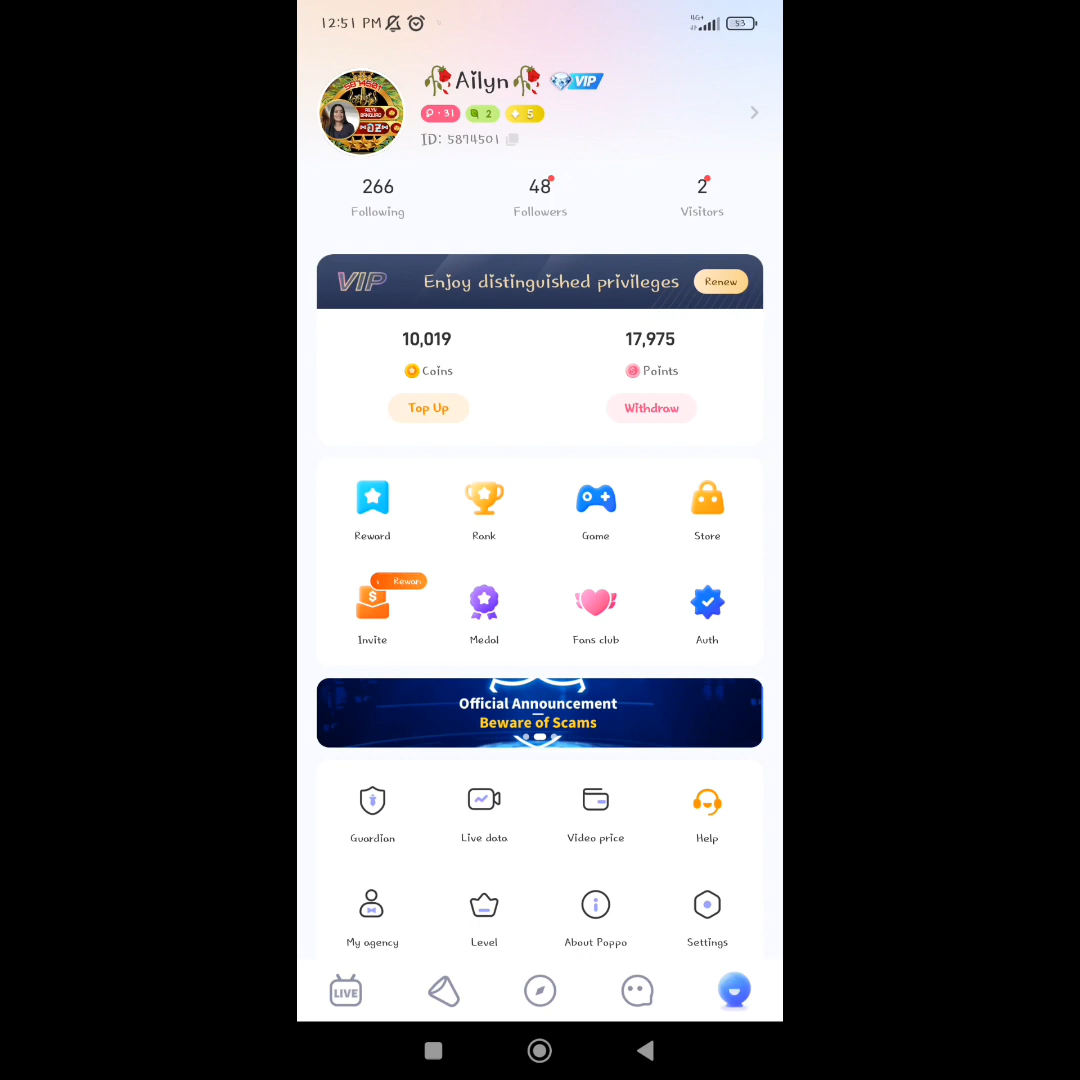 12:51 PM
4G+
53
🥀Ailyn🥀 VIP
31 2 5
ID: 5874501
266 48 2
Following Followers Visitors
VIP Enjoy distinguished privileges Renew
10,019 17,975
Coins Points
Top Up Withdraw
Reward Rank Game Store
Rewar
Invite Medal Fans club Auth
Official Announcement
Beware of Scams
Guardian Live data Video price Help
My agency Level About Poppo Settings
LIVE